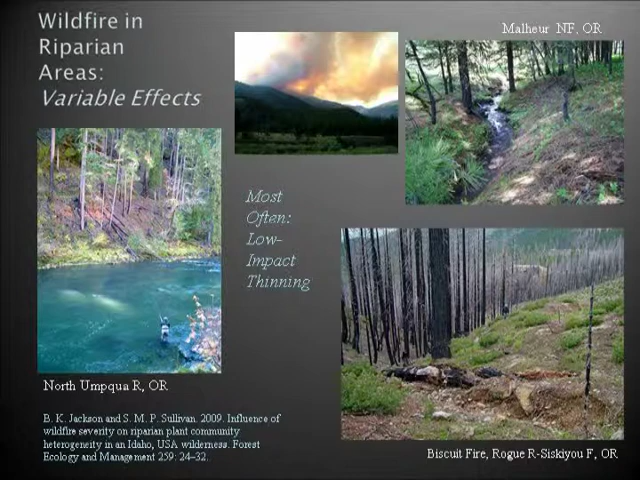 Wildfire in
Riparian
Areas:
Variable Effects
Malheur NF, OR
Most
Often:
Low-
Impact
Thinning
North Umpqua R, OR
B. K. Jackson and S. M. P. Sullivan. 2009. Influence of
wildfire severity on riparian plant community
heterogeneity in an Idaho, USA wilderness. Forest
Ecology and Management 259: 24–32.
Biscuit Fire, Rogue R-Siskiyou F, OR